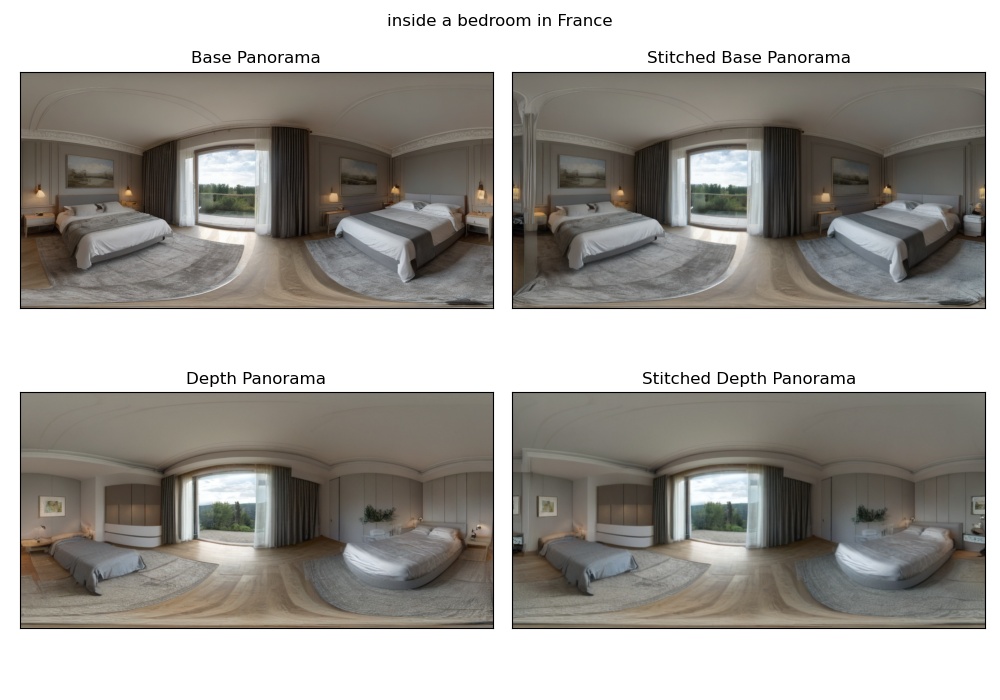 inside a bedroom in France
Base Panorama
Stitched Base Panorama
Depth Panorama
Stitched Depth Panorama